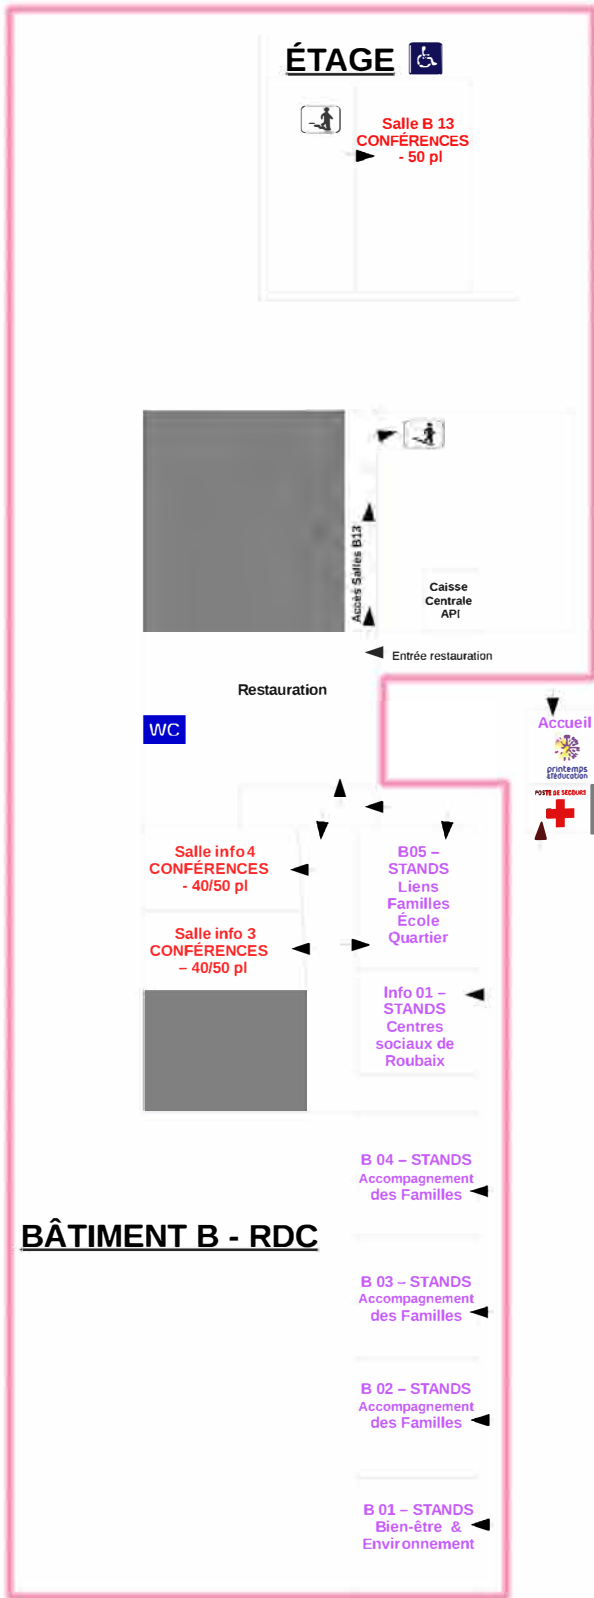 ÉTAGE
Salle B 13
CONFÉRENCES
- 50 pl
Accès Salles B13
Caisse
Centrale
API
Entrée restauration
Restauration
WC
Accueil
printemps
de l'éducation
POSTE DE SECOURS
Salle info 4
CONFÉRENCES
- 40/50 pl
B05 –
STANDS
Liens
Familles
École
Quartier
Salle info 3
CONFÉRENCES
– 40/50 pl
Info 01 –
STANDS
Centres
sociaux de
Roubaix
B 04 – STANDS
Accompagnement
des Familles
BÂTIMENT B - RDC
B 03 – STANDS
Accompagnement
des Familles
B 02 – STANDS
Accompagnement
des Familles
B 01 – STANDS
Bien-être &
Environnement